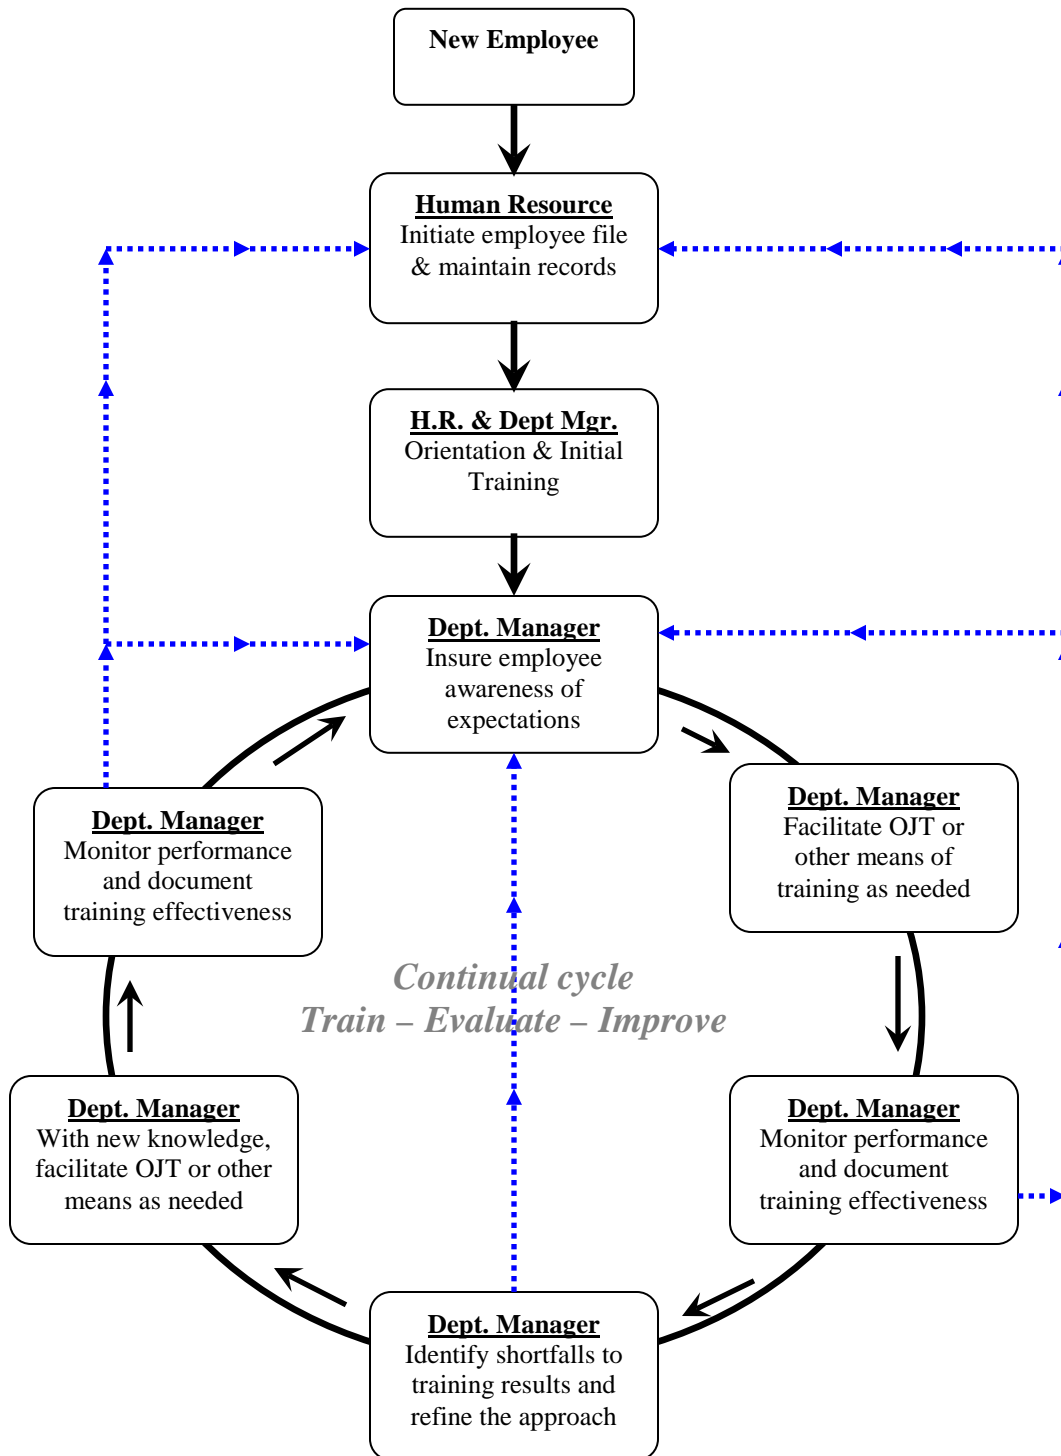 New Employee
Human Resource
Initiate employee file
& maintain records
H.R. & Dept Mgr.
Orientation & Initial
Training
Dept. Manager
Insure employee
awareness of
expectations
Dept. Manager
Facilitate OJT or
other means of
training as needed
Dept. Manager
Monitor performance
and document
training effectiveness
Continual cycle
Train – Evaluate – Improve
Dept. Manager
With new knowledge,
facilitate OJT or other
means as needed
Dept. Manager
Monitor performance
and document
training effectiveness
Dept. Manager
Identify shortfalls to
training results and
refine the approach